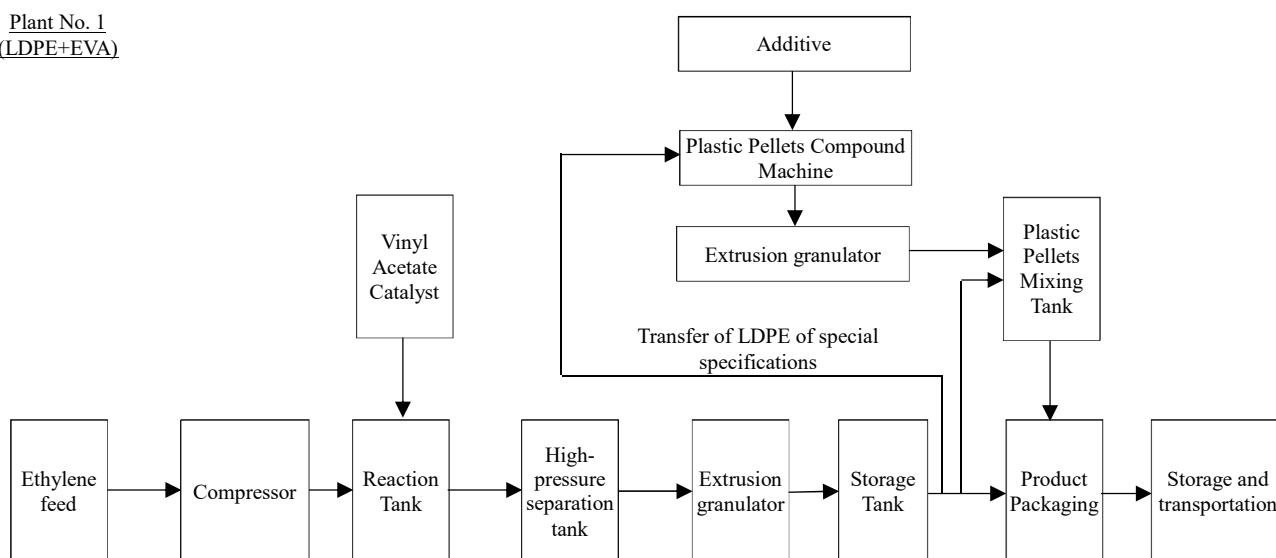 Plant No. 1
(LDPE+EVA)
Additive
Plastic Pellets Compound
Machine
Extrusion granulator
Plastic
Pellets
Mixing
Tank
Vinyl
Acetate
Catalyst
Transfer of LDPE of special
specifications
Ethylene
feed
Compressor
Reaction
Tank
High-
pressure
separation
tank
Extrusion
granulator
Storage
Tank
Product
Packaging
Storage and
transportation